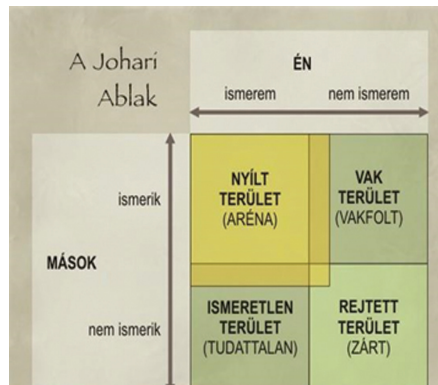 A Johari
Ablak
ÉN
ismerem
nem ismerem
ismerik
NYÍLT
TERÜLET
(ARÉNA)
VAK
TERÜLET
(VAKFOLT)
MÁSOK
nem ismerik
ISMERETLEN
TERÜLET
(TUDATTALAN)
REJTETT
TERÜLET
(ZÁRT)